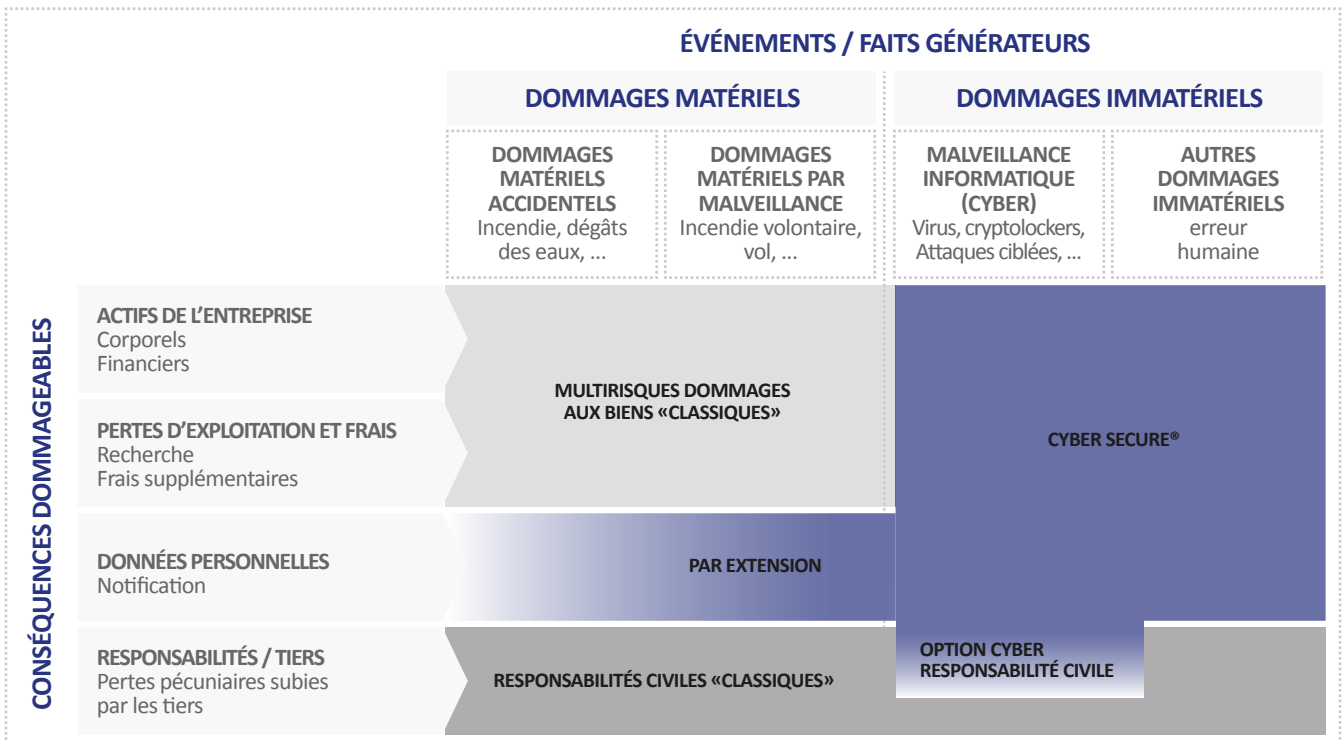 ÉVÉNEMENTS / FAITS GÉNÉRATEURS
DOMMAGES MATÉRIELS
DOMMAGES IMMATÉRIELS
DOMMAGES
MATÉRIELS
ACCIDENTELS
Incendie, dégâts
des eaux, ...
DOMMAGES
MATÉRIELS PAR
MALVEILLANCE
Incendie volontaire,
vol, ...
MALVEILLANCE
INFORMATIQUE
(CYBER)
Virus, cryptolockers,
Attaques ciblées, ...
AUTRES
DOMMAGES
IMMATÉRIELS
erreur
humaine
CONSÉQUENCES DOMMAGEABLES
ACTIFS DE L’ENTREPRISE
Corporels
Financiers
PERTES D’EXPLOITATION ET FRAIS
Recherche
Frais supplémentaires
MULTIRISQUES DOMMAGES
AUX BIENS «CLASSIQUES»
CYBER SECURE®
DONNÉES PERSONNELLES
Notification
PAR EXTENSION
RESPONSABILITÉS / TIERS
Pertes pécuniaires subies
par les tiers
RESPONSABILITÉS CIVILES «CLASSIQUES»
OPTION CYBER
RESPONSABILITÉ CIVILE